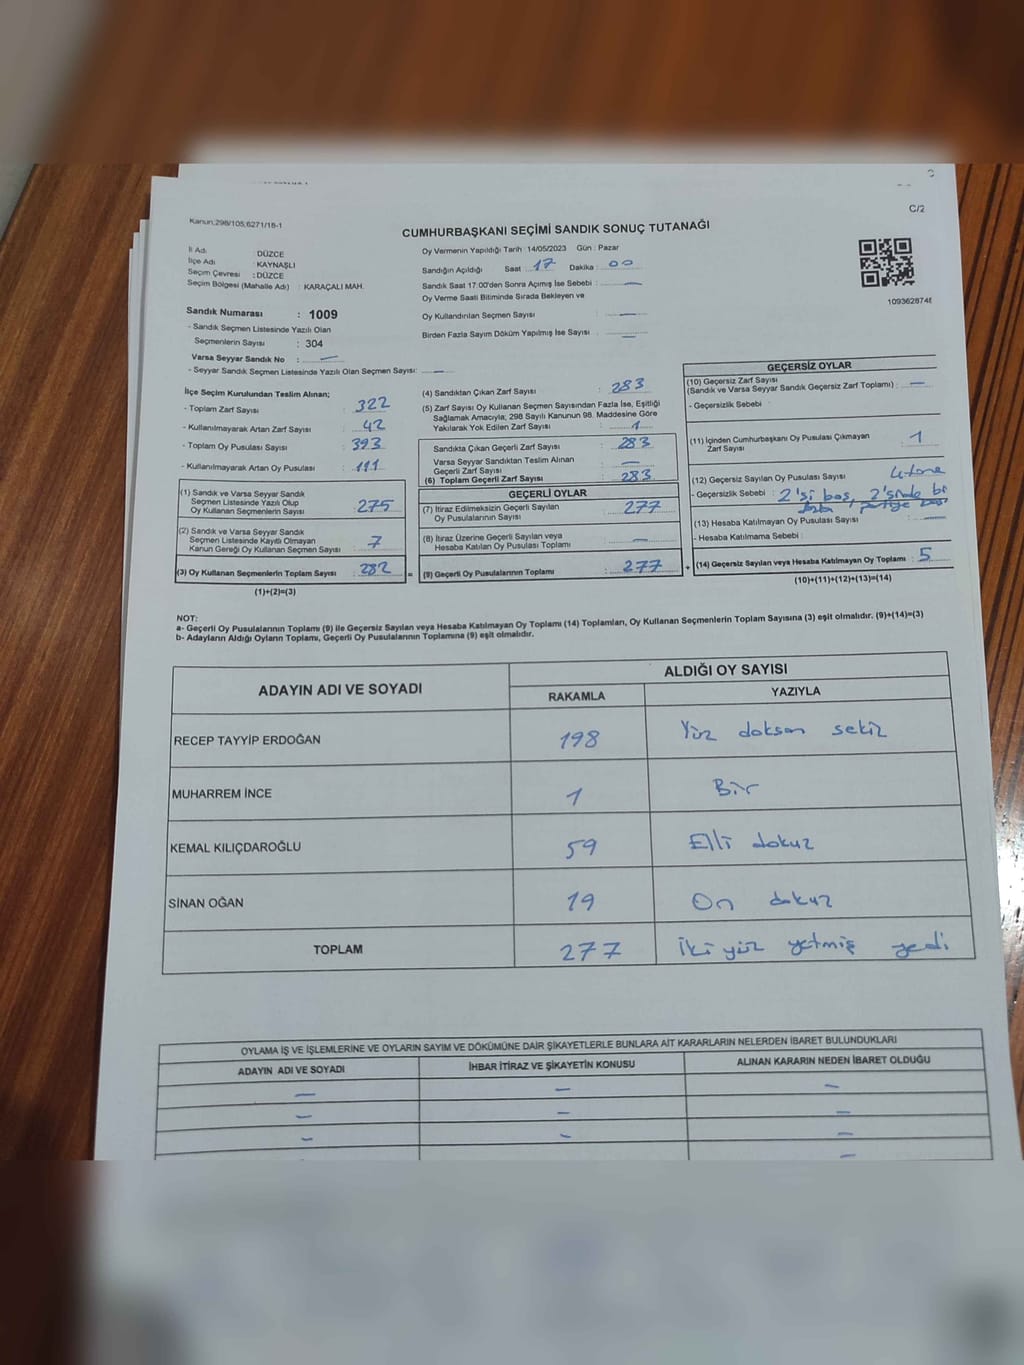 C/2
Kanun;298/105;6271/18-1
CUMHURBAŞKANI SEÇİMİ SANDIK SONUÇ TUTANAĞI
İl Adı : DÜZCE
İlçe Adı : KAYNAŞLI
Seçim Çevresi : DÜZCE
Seçim Bölgesi (Mahalle Adı) : KARAÇALI MAH.
Oy Vermenin Yapıldığı Tarih : 14/05/2023 Gün : Pazar
Sandığın Açıldığı Saat 17 Dakika : 00
Sandık Saat 17.00'den Sonra Açımış İse Sebebi : —
Oy Verme Saati Bitiminde Sırada Bekleyen ve
Oy Kullandırılan Seçmen Sayısı : —
Birden Fazla Sayım Döküm Yapılmış İse Sayısı : —
109362874
Sandık Numarası : 1009
- Sandık Seçmen Listesinde Yazılı Olan
Seçmenlerin Sayısı : 304
Varsa Seyyar Sandık No : —
- Seyyar Sandık Seçmen Listesinde Yazılı Olan Seçmen Sayısı: —
İlçe Seçim Kurulundan Teslim Alınan;
- Toplam Zarf Sayısı : 322
- Kullanılmayarak Artan Zarf Sayısı : 42
- Toplam Oy Pusulası Sayısı : 393
- Kullanılmayarak Artan Oy Pusulası : 111
(1) Sandık ve Varsa Seyyar Sandık
Seçmen Listesinde Yazılı Olup
Oy Kullanan Seçmenlerin Sayısı : 275
(2) Sandık ve Varsa Seyyar Sandık
Seçmen Listesinde Kayıtlı Olmayan
Kanun Gereği Oy Kullanan Seçmen Sayısı : 7
(3) Oy Kullanan Seçmenlerin Toplam Sayısı : 282
(1)+(2)=(3)
(4) Sandıktan Çıkan Zarf Sayısı : 283
(5) Zarf Sayısı Oy Kullanan Seçmen Sayısından Fazla İse, Eşitliği
Sağlamak Amacıyla, 298 Sayılı Kanunun 98. Maddesine Göre
Yakılarak Yok Edilen Zarf Sayısı : 1
Sandıkta Çıkan Geçerli Zarf Sayısı : 283
Varsa Seyyar Sandıktan Teslim Alınan
Geçerli Zarf Sayısı : —
(6) Toplam Geçerli Zarf Sayısı : 283
GEÇERLİ OYLAR
(7) İtiraz Edilmeksizin Geçerli Sayılan
Oy Pusulalarının Sayısı : 277
(8) İtiraz Üzerine Geçerli Sayılan veya
Hesaba Katılan Oy Pusulası Toplamı : —
= (9) Geçerli Oy Pusulalarının Toplamı : 277 +
GEÇERSİZ OYLAR
(10) Geçersiz Zarf Sayısı
(Sandık ve Varsa Seyyar Sandık Geçersiz Zarf Toplamı) : —
- Geçersizlik Sebebi :
(11) İçinden Cumhurbaşkanı Oy Pusulası Çıkmayan
Zarf Sayısı : 1
(12) Geçersiz Sayılan Oy Pusulası Sayısı : 4 tane
- Geçersizlik Sebebi : 2'si boş, 2'sinde bi
(13) Hesaba Katılmayan Oy Pusulası Sayısı : —
- Hesaba Katılmama Sebebi :
(14) Geçersiz Sayılan veya Hesaba Katılmayan Oy Toplamı : 5
(10)+(11)+(12)+(13)=(14)
NOT:
a- Geçerli Oy Pusulalarının Toplamı (9) ile Geçersiz Sayılan veya Hesaba Katılmayan Oy Toplamı (14) Toplamları, Oy Kullanan Seçmenlerin Toplam Sayısına (3) eşit olmalıdır. (9)+(14)=(3)
b- Adayların Aldığı Oyların Toplamı, Geçerli Oy Pusulalarının Toplamına (9) eşit olmalıdır.
ADAYIN ADI VE SOYADI ALDIĞI OY SAYISI
RAKAMLA YAZIYLA
RECEP TAYYİP ERDOĞAN 198 Yüz doksan sekiz
MUHARREM İNCE 1 Bir
KEMAL KILIÇDAROĞLU 59 Elli dokuz
SİNAN OĞAN 19 On dokuz
TOPLAM 277 İki yüz yetmiş yedi
OYLAMA İŞ VE İŞLEMLERİNE VE OYLARIN SAYIM VE DÖKÜMÜNE DAİR ŞİKAYETLERLE BUNLARA AİT KARARLARIN NELERDEN İBARET BULUNDUKLARI
ADAYIN ADI VE SOYADI İHBAR İTİRAZ VE ŞİKAYETİN KONUSU ALINAN KARARIN NEDEN İBARET OLDUĞU
— — —
— — —
— — —
—